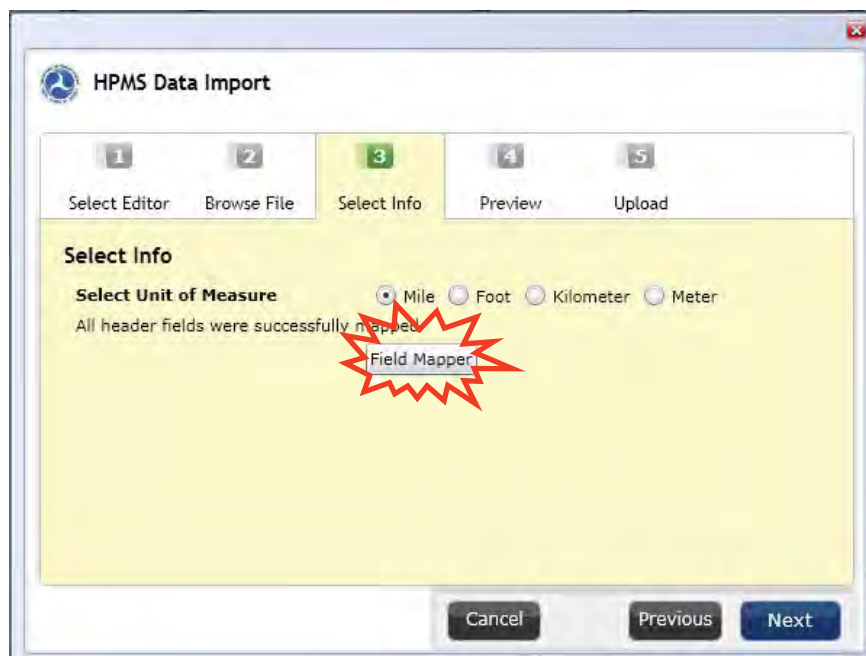 HPMS Data Import
1 2 3 4 5
Select Editor Browse File Select Info Preview Upload
Select Info
Select Unit of Measure Mile Foot Kilometer Meter
All header fields were successfully mapped
Field Mapper
Cancel Previous Next